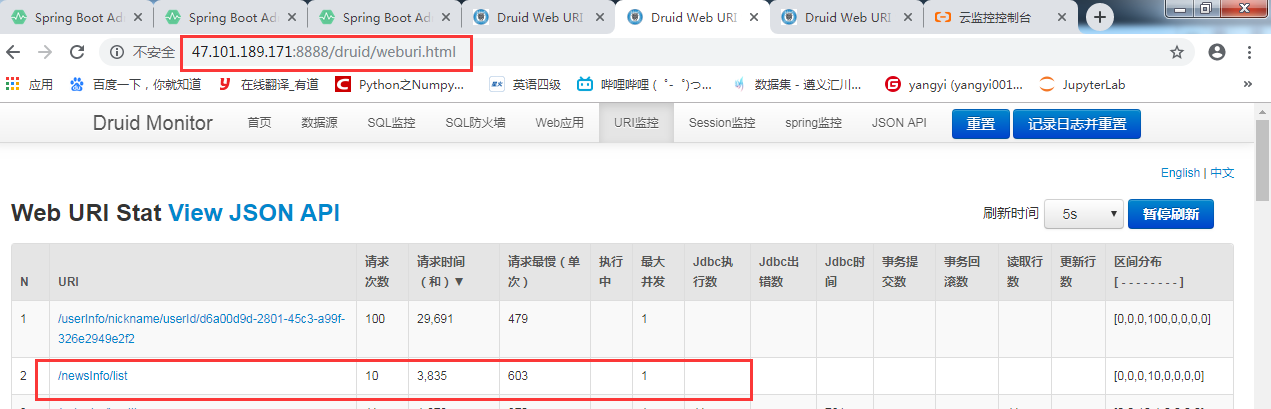 Spring Boot Ad
Spring Boot Ad
Spring Boot Ad
Druid Web URI
Druid Web URI
Druid Web URI
云监控控制台
不安全
47.101.189.171:8888/druid/weburi.html
应用
百度一下，你就知道
在线翻译_有道
Python之Numpy...
英语四级
哔哩哔哩 ( ゜- ゜)つ...
数据集 - 遵义汇川...
yangyi (yangyi001...
JupyterLab
»
Druid Monitor
首页
数据源
SQL监控
SQL防火墙
Web应用
URI监控
Session监控
spring监控
JSON API
重置
记录日志并重置
English | 中文
Web URI Stat View JSON API
刷新时间
5s
暂停刷新
N
URI
请求次数
请求时间（和）▼
请求最慢（单次）
执行中
最大并发
Jdbc执行数
Jdbc出错数
Jdbc时间
事务提交数
事务回滚数
读取行数
更新行数
区间分布
[ - - - - - - - - ]
1
/userInfo/nickname/userId/d6a00d9d-2801-45c3-a99f-
326e2949e2f2
100
29,691
479
1
[0,0,0,100,0,0,0,0]
2
/newsInfo/list
10
3,835
603
1
[0,0,0,10,0,0,0,0]